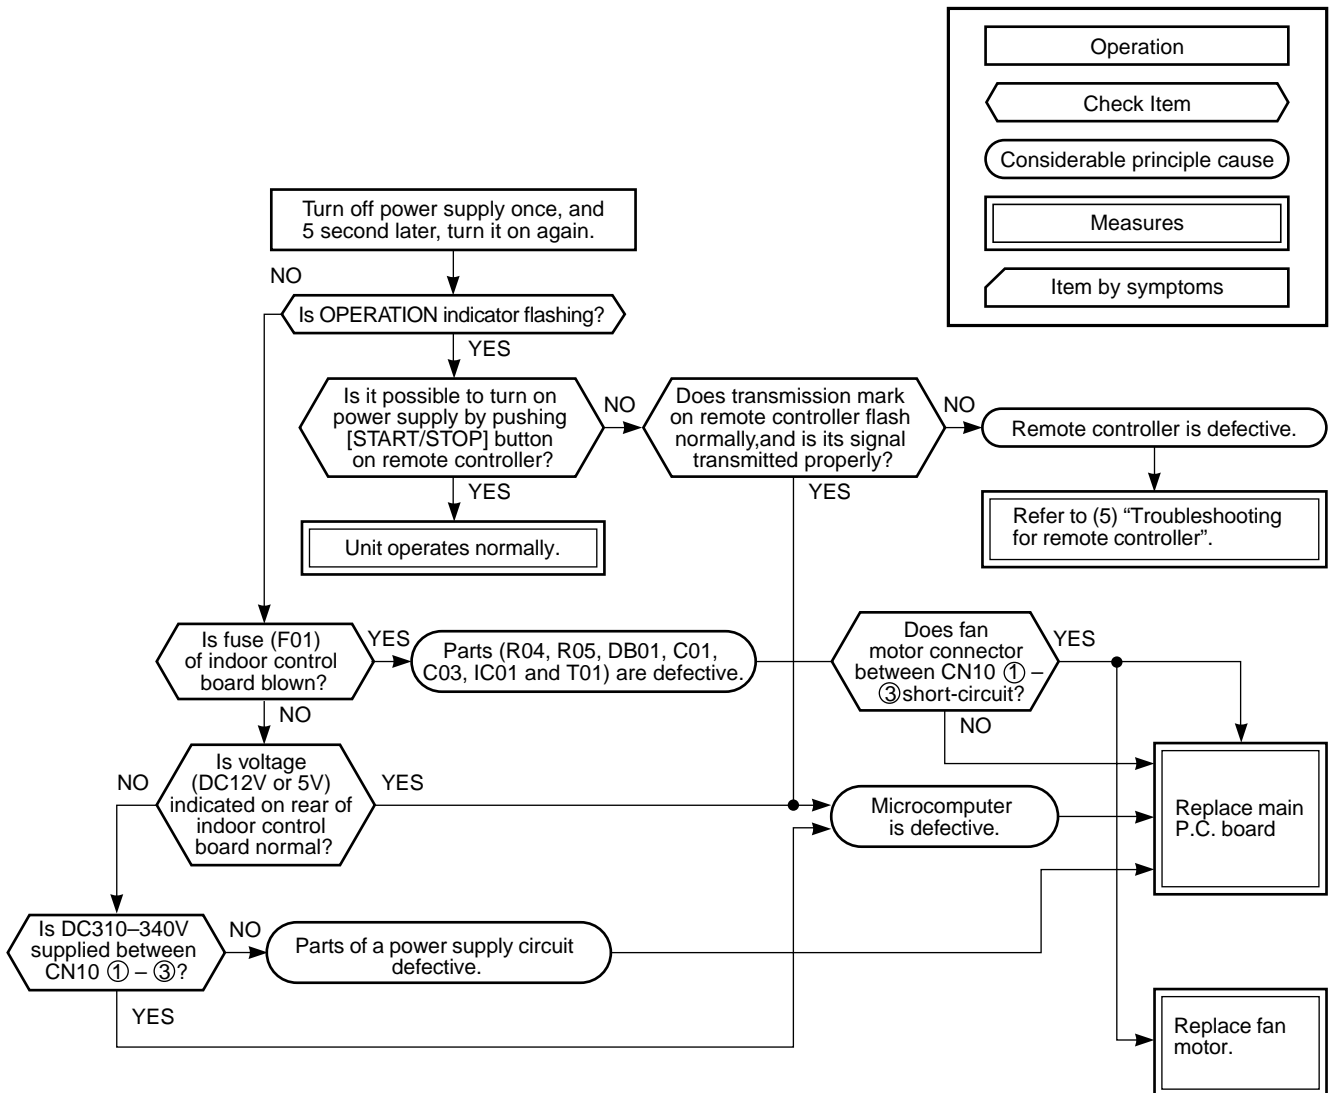 Operation
Check Item
Considerable principle cause
Measures
Item by symptoms
Turn off power supply once, and
5 second later, turn it on again.
NO
Is OPERATION indicator flashing?
YES
Is it possible to turn on
power supply by pushing
[START/STOP] button
on remote controller?
NO
Does transmission mark
on remote controller flash
normally,and is its signal
transmitted properly?
NO
Remote controller is defective.
YES
YES
Unit operates normally.
Refer to (5) “Troubleshooting
for remote controller”.
Is fuse (F01)
of indoor control
board blown?
YES
Parts (R04, R05, DB01, C01,
C03, IC01 and T01) are defective.
Does fan
motor connector
between CN10 ① –
③short-circuit?
YES
NO
NO
Is voltage
(DC12V or 5V)
indicated on rear of
indoor control
board normal?
NO
YES
Microcomputer
is defective.
Replace main
P.C. board
Is DC310–340V
supplied between
CN10 ① – ③?
NO
Parts of a power supply circuit
defective.
YES
Replace fan
motor.